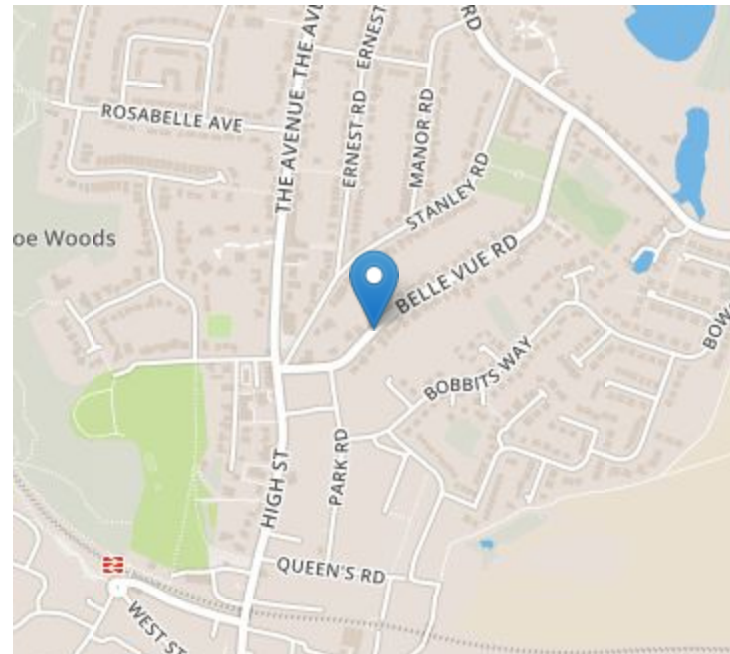 THE AVENUE
THE AV
ERNEST
RD
ROSABELLE AVE
ERNEST RD
MANOR RD
STANLEY RD
oe Woods
BELLE VUE RD
BOW
BOBBITS WAY
HIGH ST
PARK RD
QUEEN'S RD
WEST ST